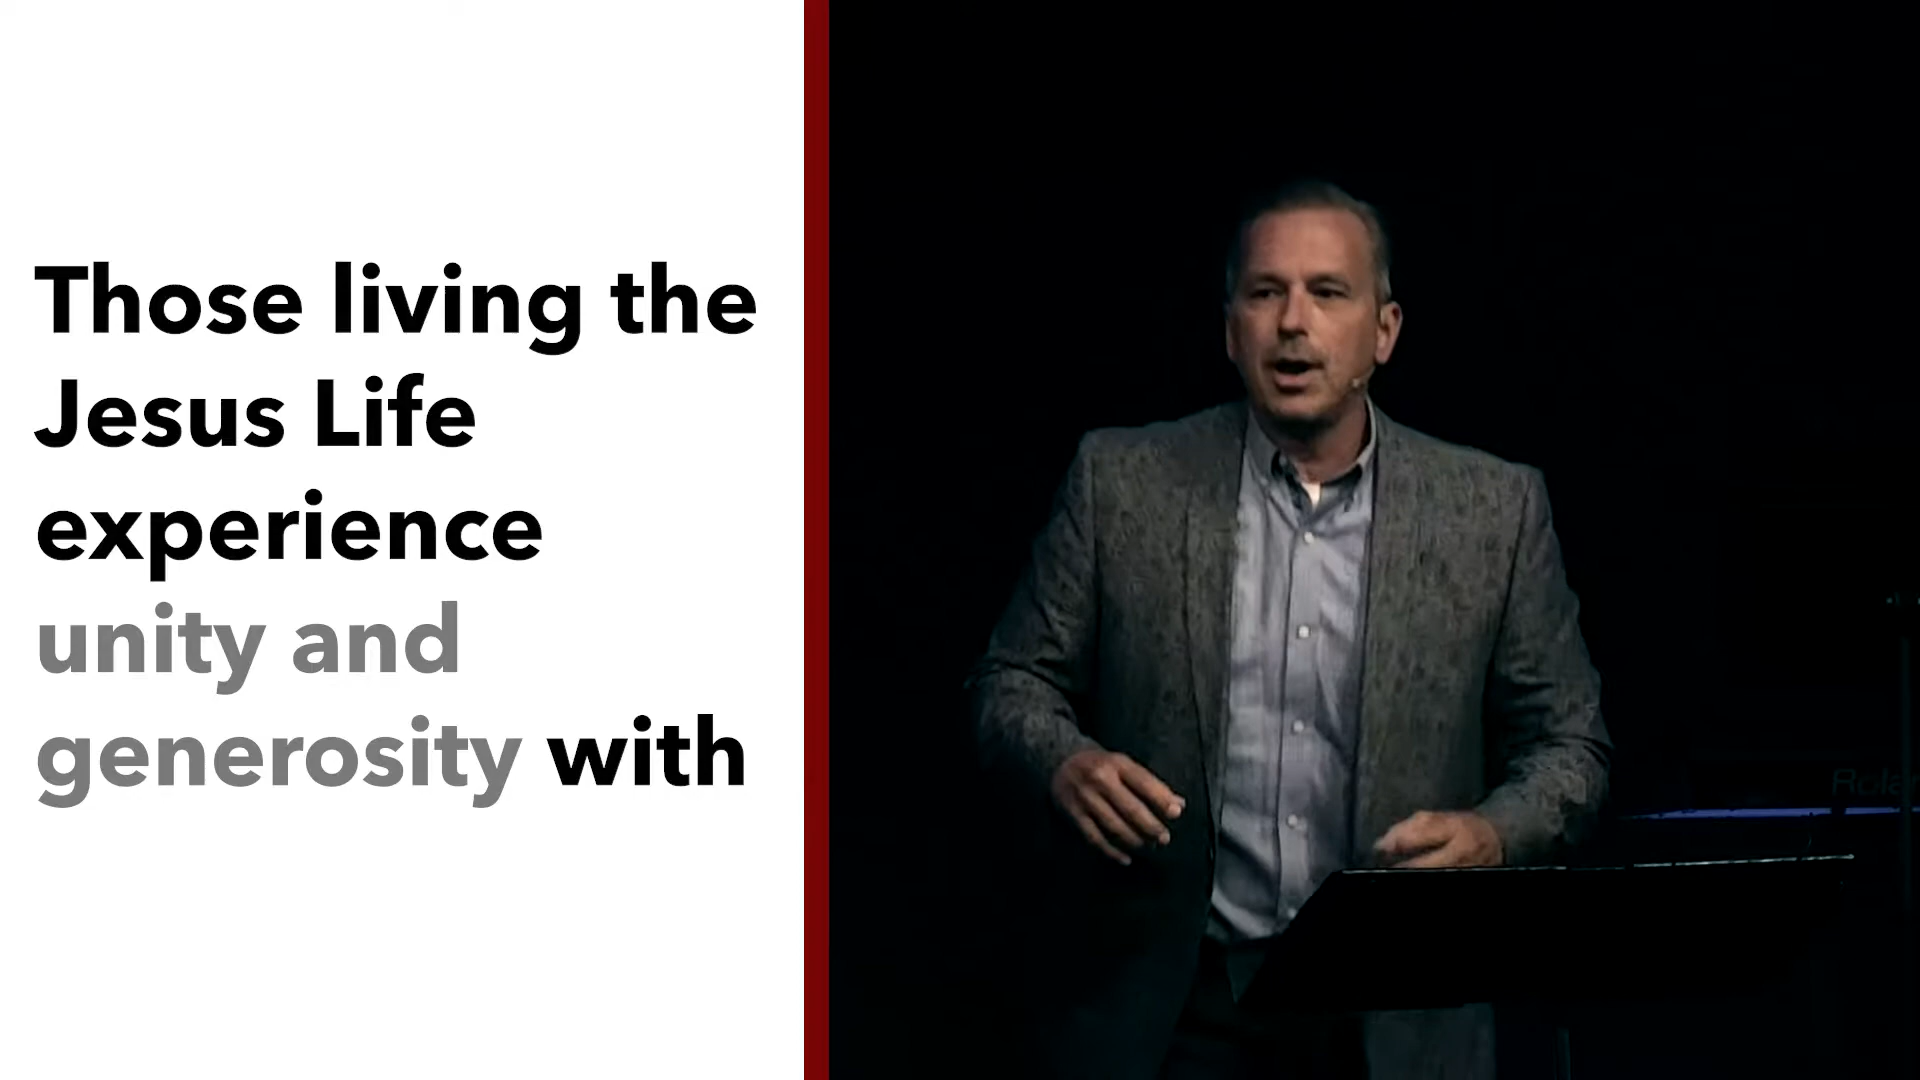 Those living the
Jesus Life
experience
unity and
generosity with